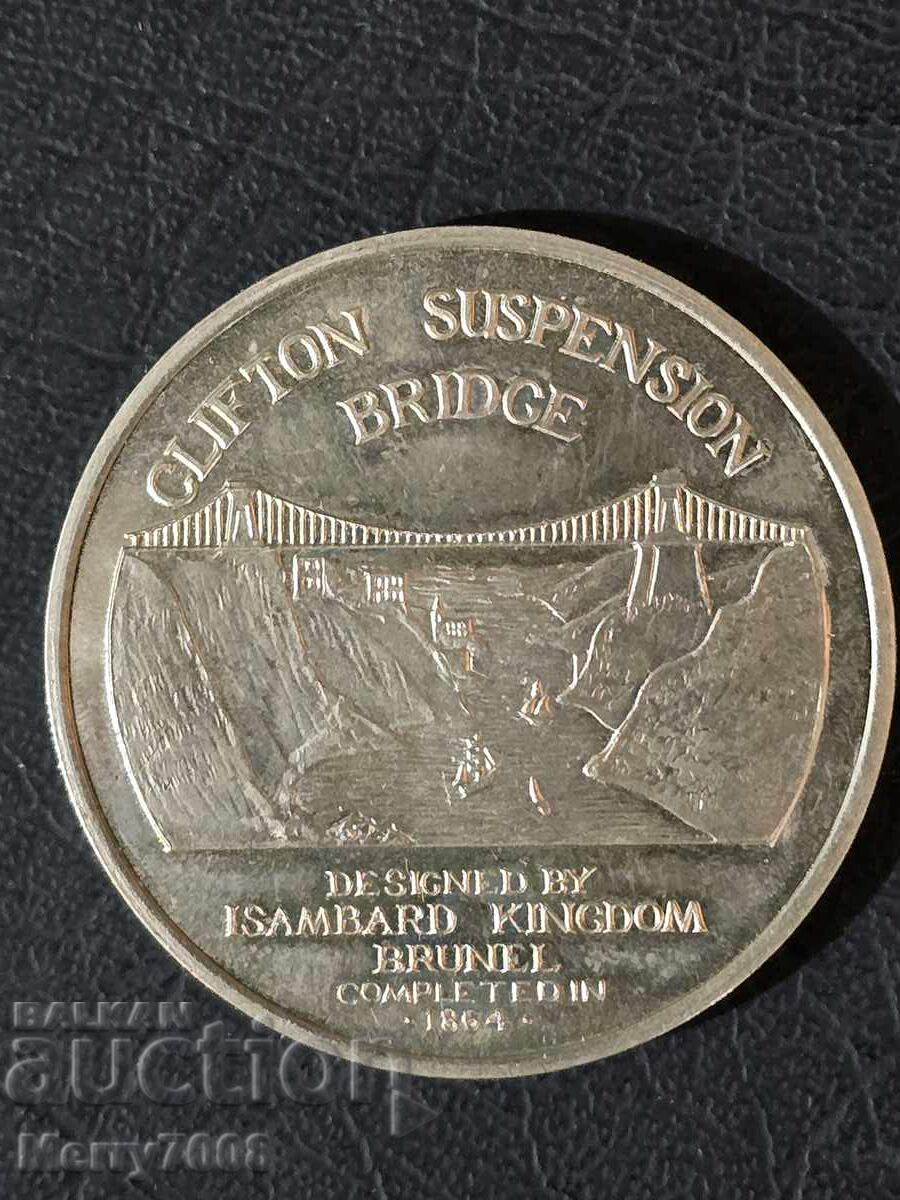 CLIFTON SUSPENSION
BRIDGE
DESIGNED BY
ISAMBARD KINGDOM
BRUNEL
COMPLETED IN
· 1864 ·
BALKAN
auction
Merry7008